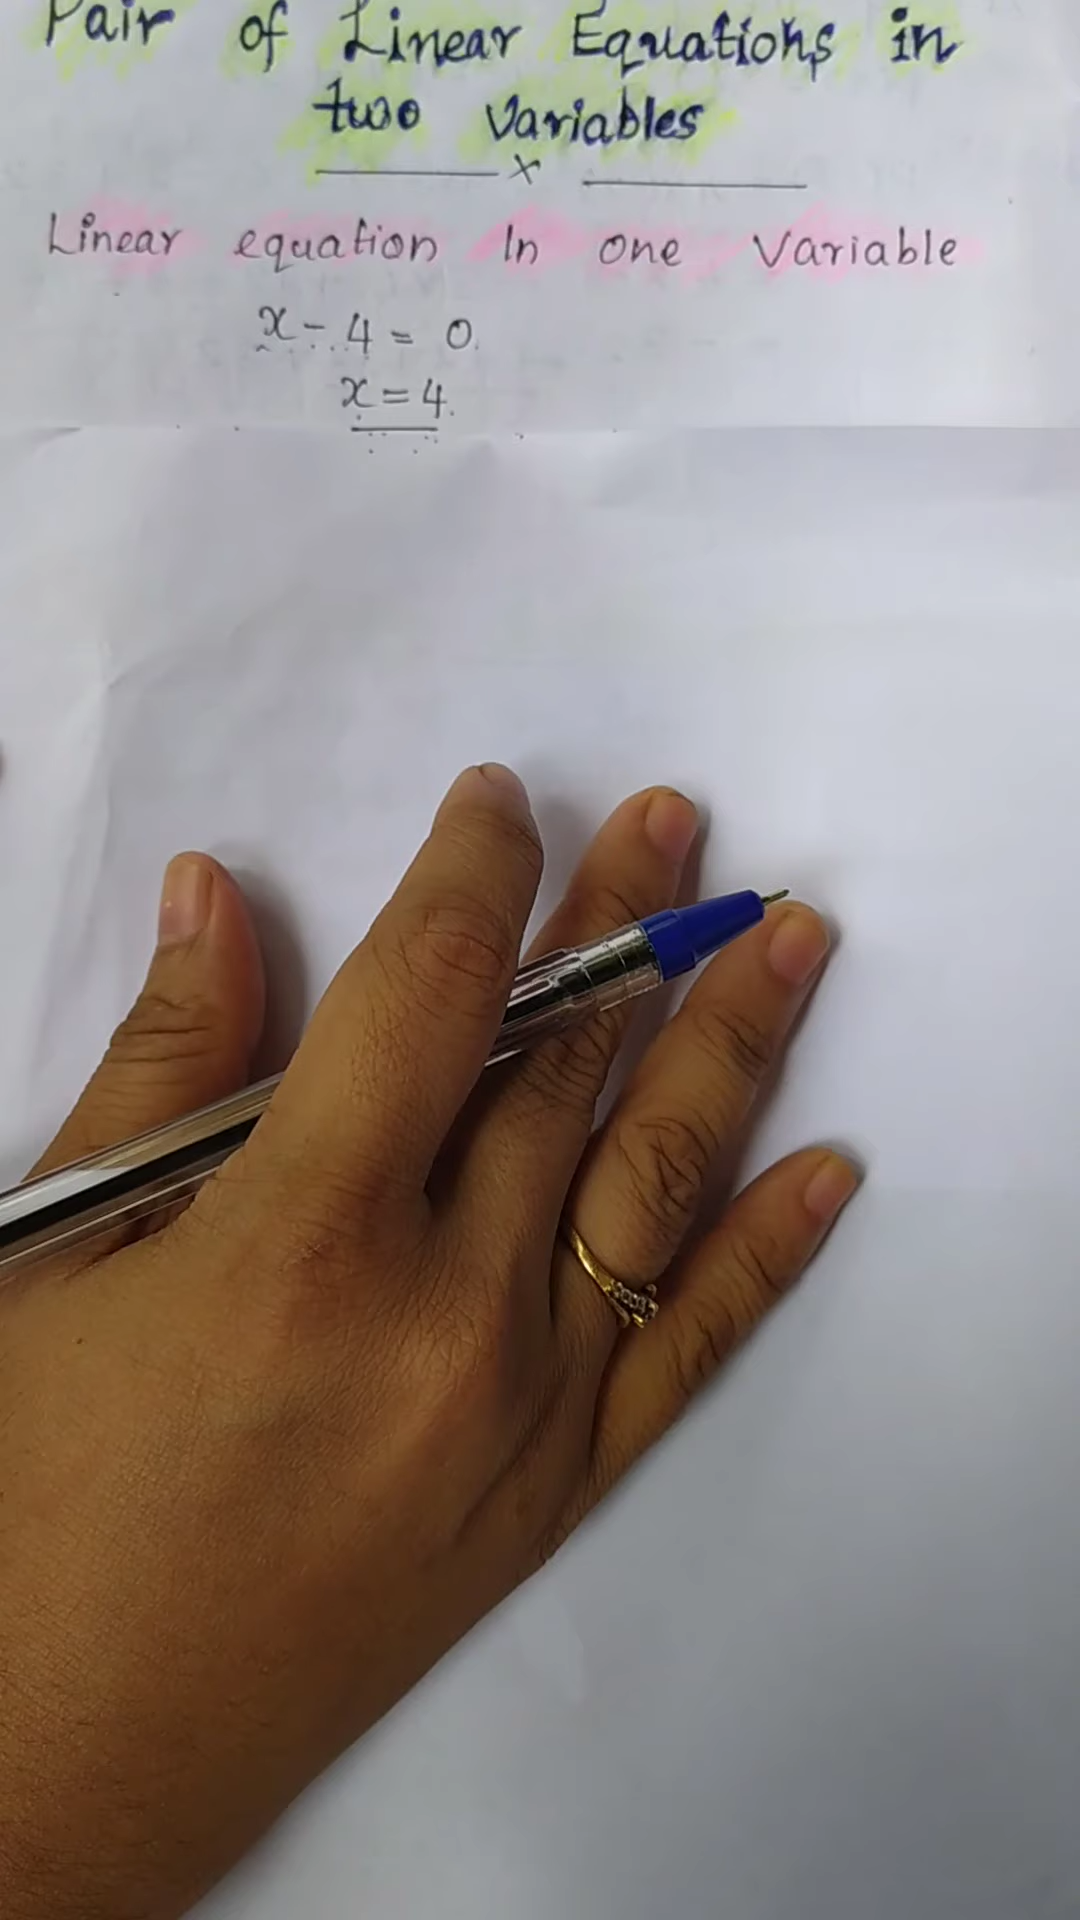 Pair of Linear Equations in
two Variables
x
Linear equation In one Variable
x - 4 = 0.
x = 4.